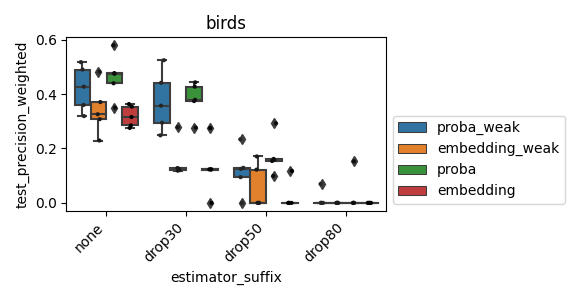 birds
test_precision_weighted
0.6
0.4
0.2
0.0
none
drop30
drop50
drop80
estimator_suffix
proba_weak
embedding_weak
proba
embedding